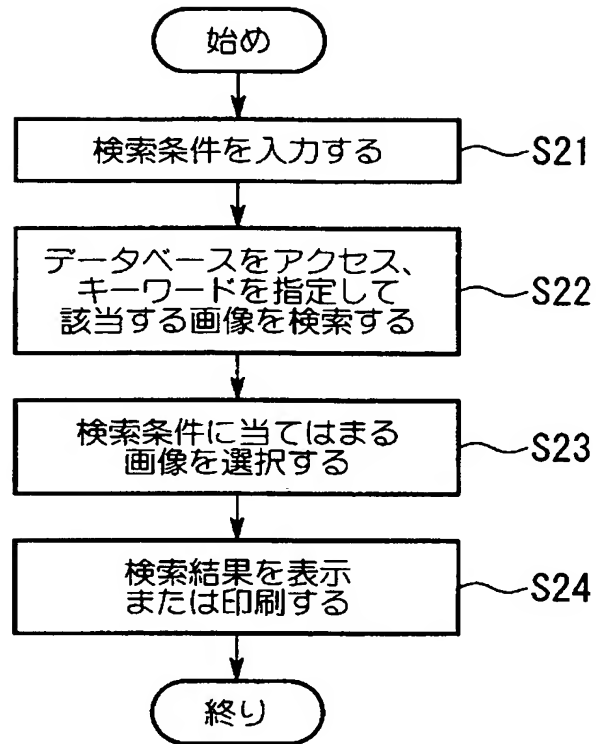 始め
検索条件を入力する
S21
データベースをアクセス、
キーワードを指定して
該当する画像を検索する
S22
検索条件に当てはまる
画像を選択する
S23
検索結果を表示
または印刷する
S24
終り